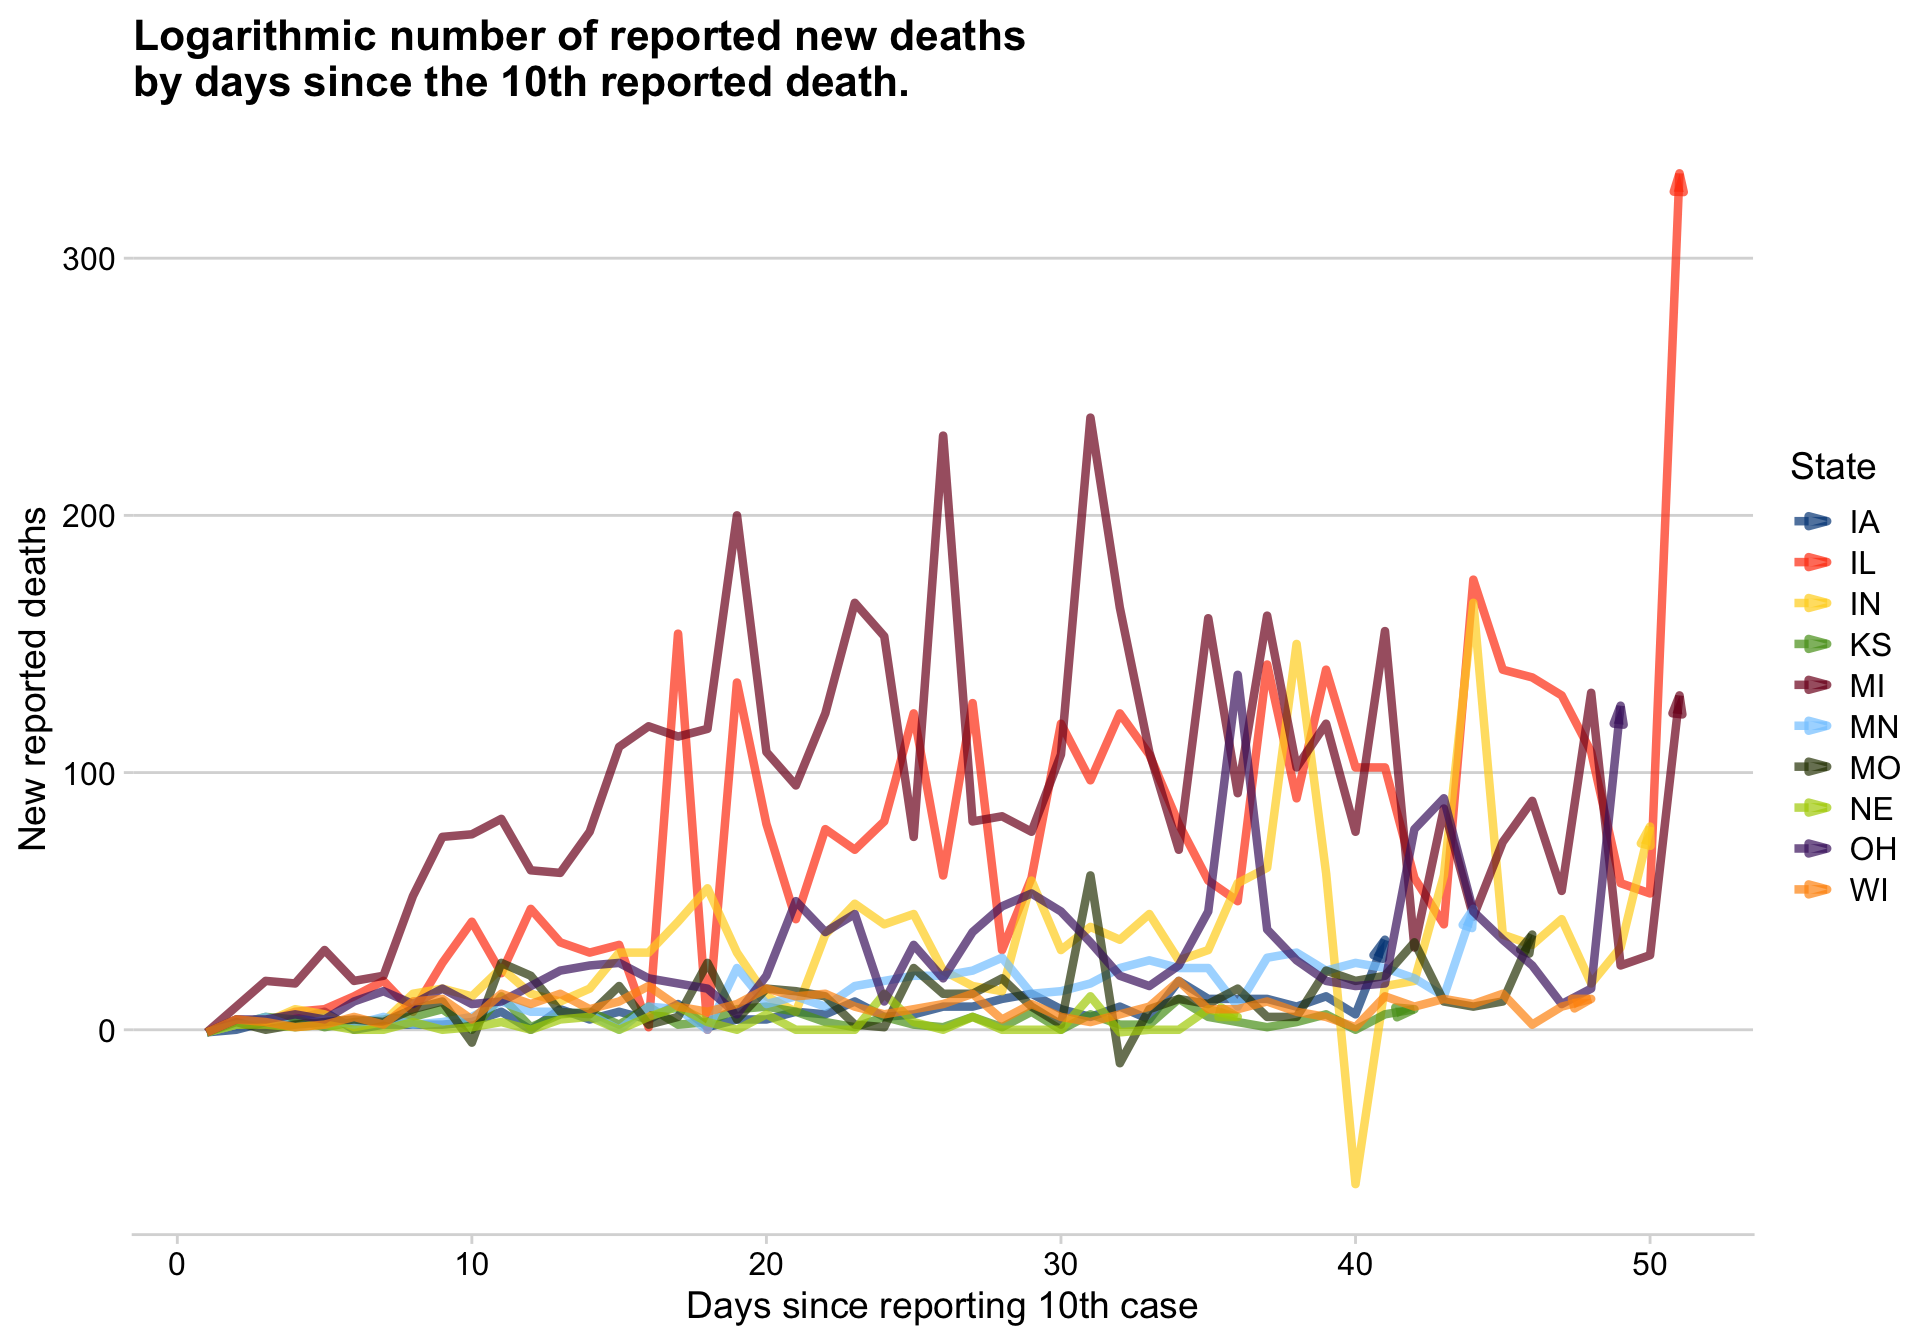 Logarithmic number of reported new deaths
by days since the 10th reported death.
New reported deaths
300
200
100
0
0
10
20
30
40
50
Days since reporting 10th case
State
IA
IL
IN
KS
MI
MN
MO
NE
OH
WI